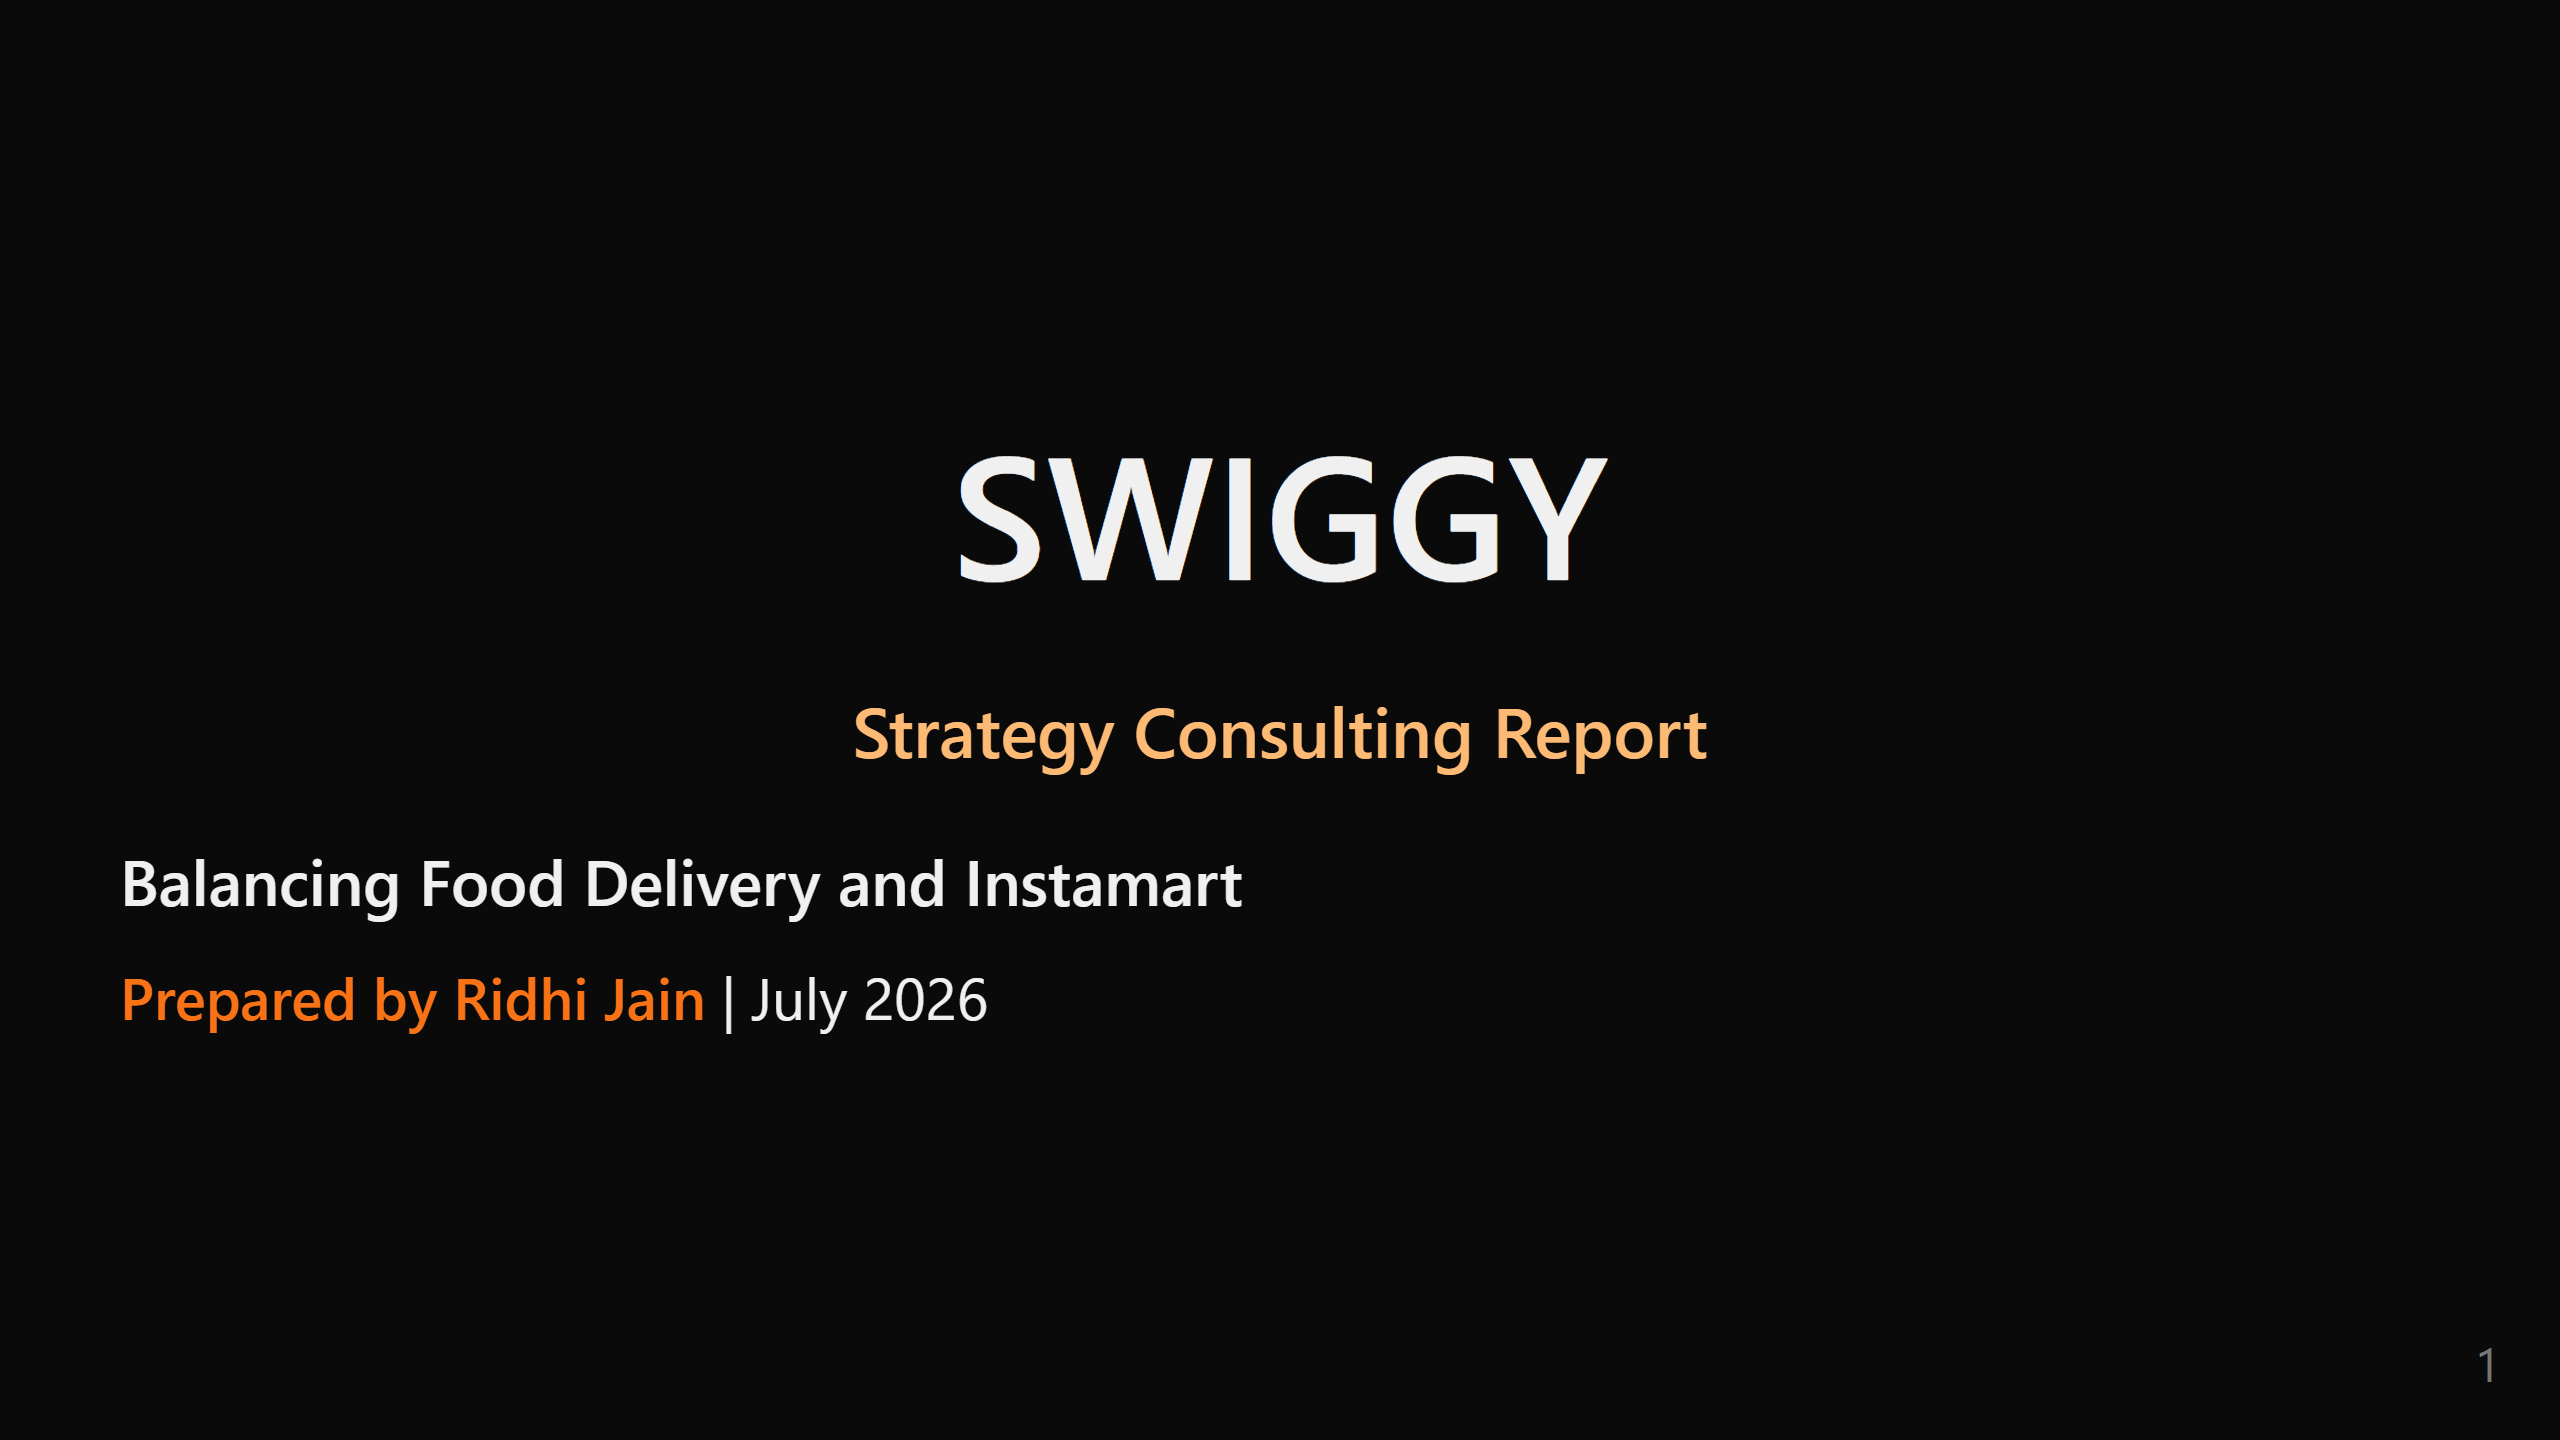 SWIGGY
Strategy Consulting Report
Balancing Food Delivery and Instamart
Prepared by Ridhi Jain | July 2026
1